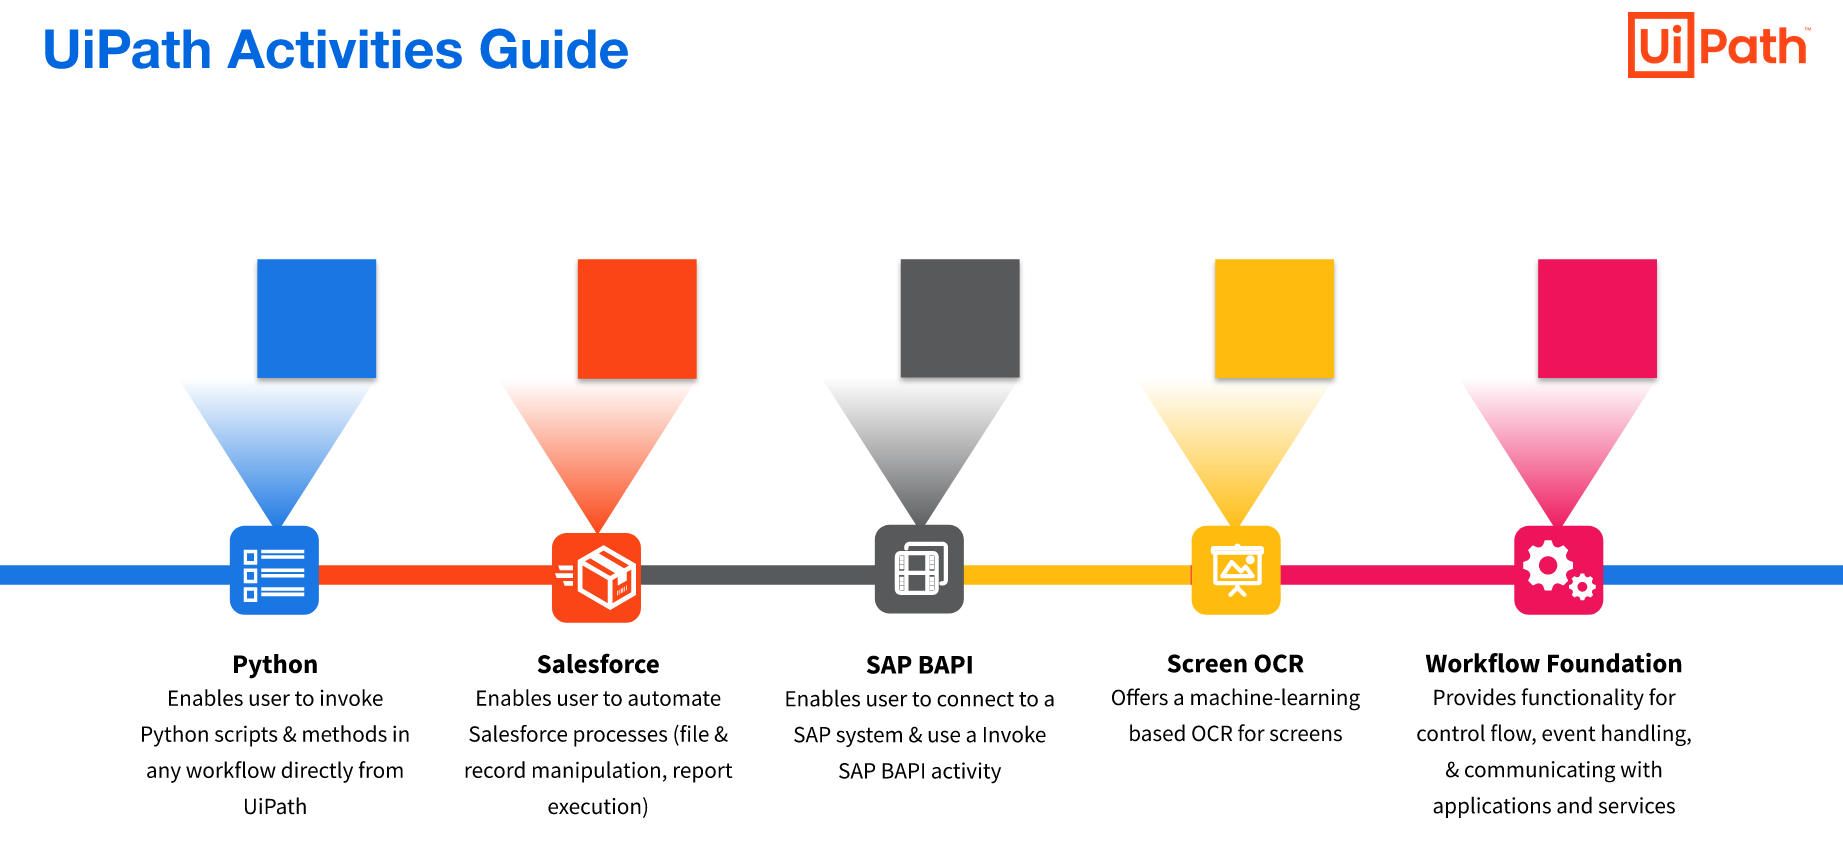 UiPath Activities Guide
UiPath™
Python
Enables user to invoke
Python scripts & methods in
any workflow directly from
UiPath
Salesforce
Enables user to automate
Salesforce processes (file &
record manipulation, report
execution)
SAP BAPI
Enables user to connect to a
SAP system & use a Invoke
SAP BAPI activity
Screen OCR
Offers a machine-learning
based OCR for screens
Workflow Foundation
Provides functionality for
control flow, event handling,
& communicating with
applications and services